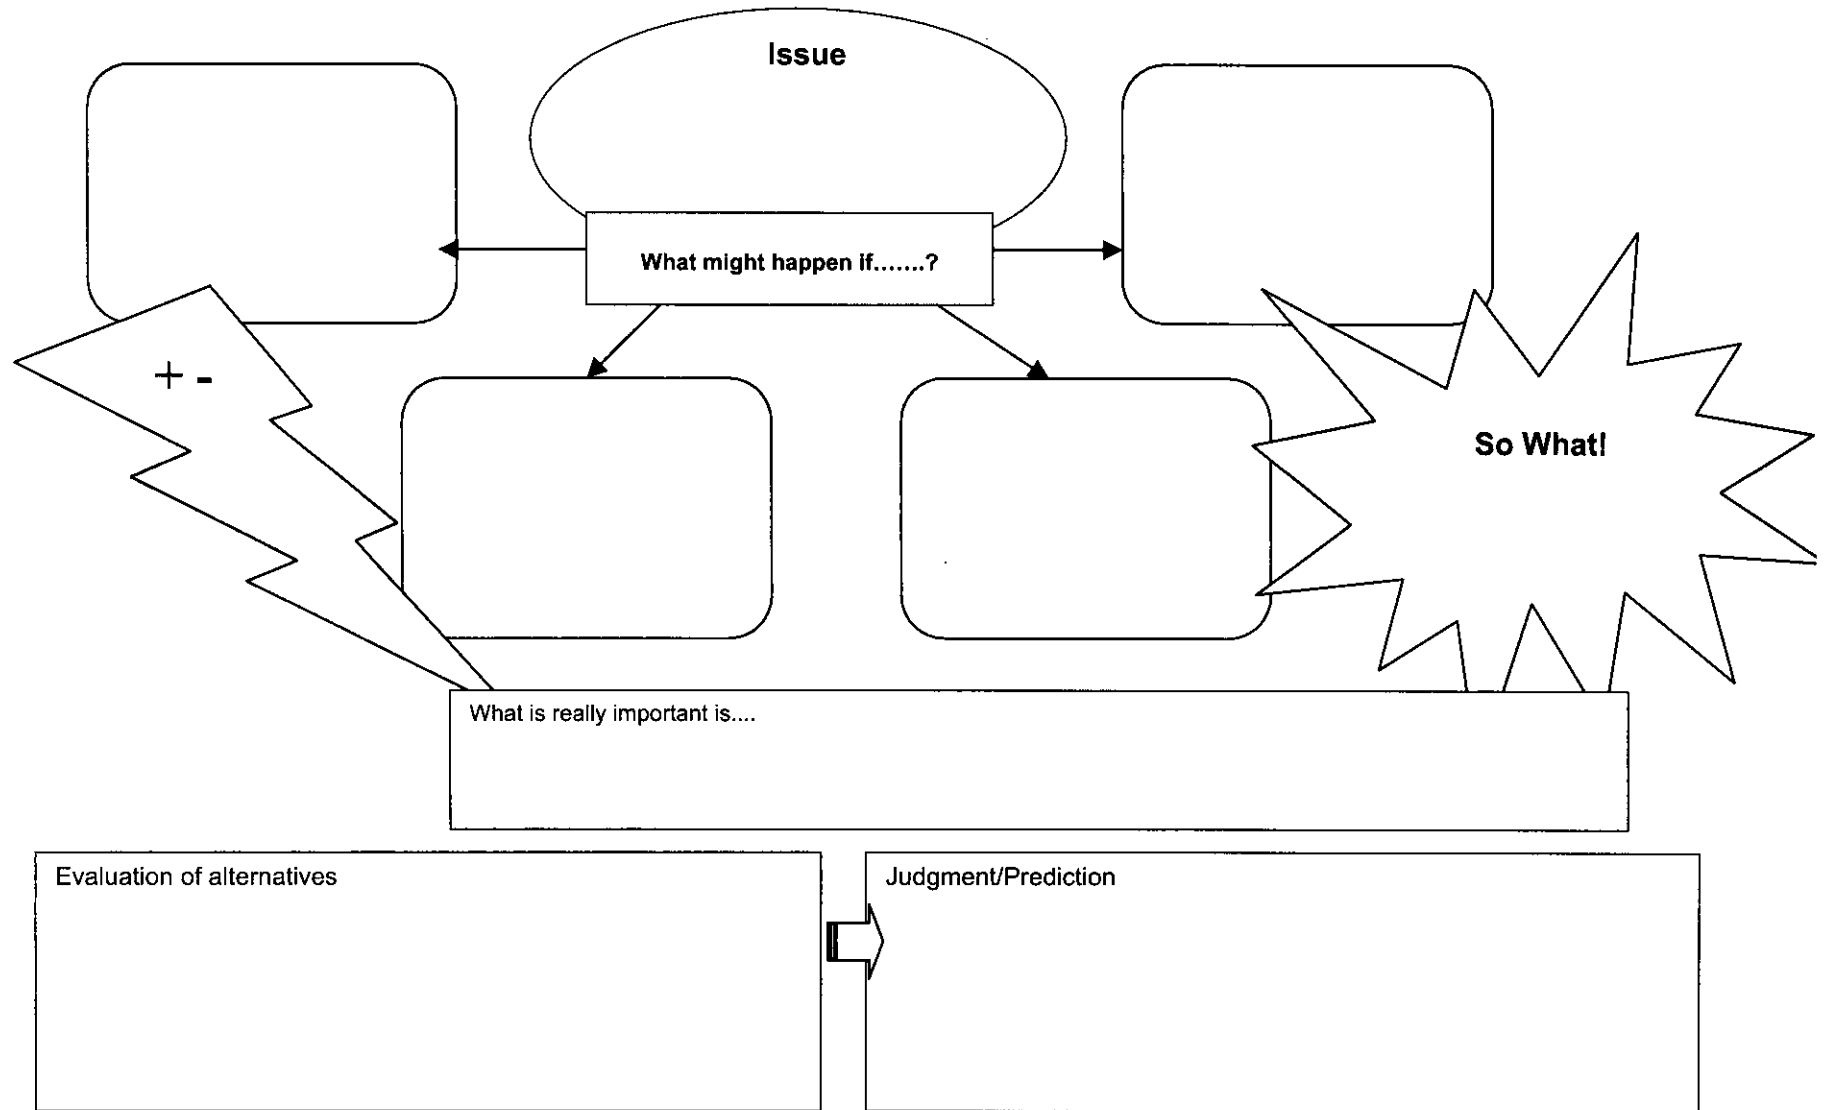 Issue
What might happen if.......?
+ -
So What!
What is really important is....
Evaluation of alternatives
Judgment/Prediction